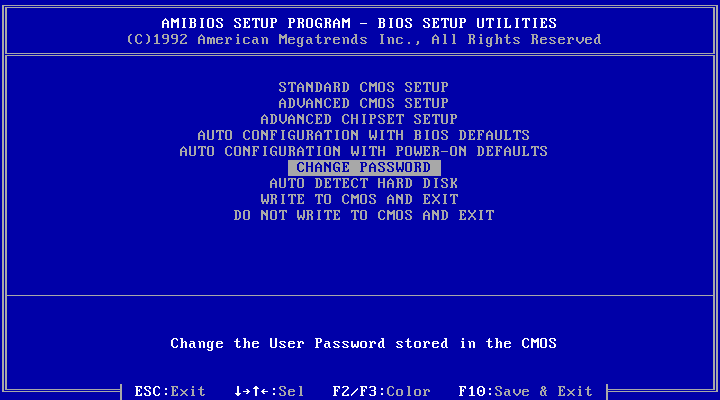 AMIBIOS SETUP PROGRAM - BIOS SETUP UTILITIES
(C)1992 American Megatrends Inc., All Rights Reserved
STANDARD CMOS SETUP
ADVANCED CMOS SETUP
ADVANCED CHIPSET SETUP
AUTO CONFIGURATION WITH BIOS DEFAULTS
AUTO CONFIGURATION WITH POWER-ON DEFAULTS
CHANGE PASSWORD
AUTO DETECT HARD DISK
WRITE TO CMOS AND EXIT
DO NOT WRITE TO CMOS AND EXIT
Change the User Password stored in the CMOS
ESC:Exit ↓→↑←:Sel F2/F3:Color F10:Save & Exit